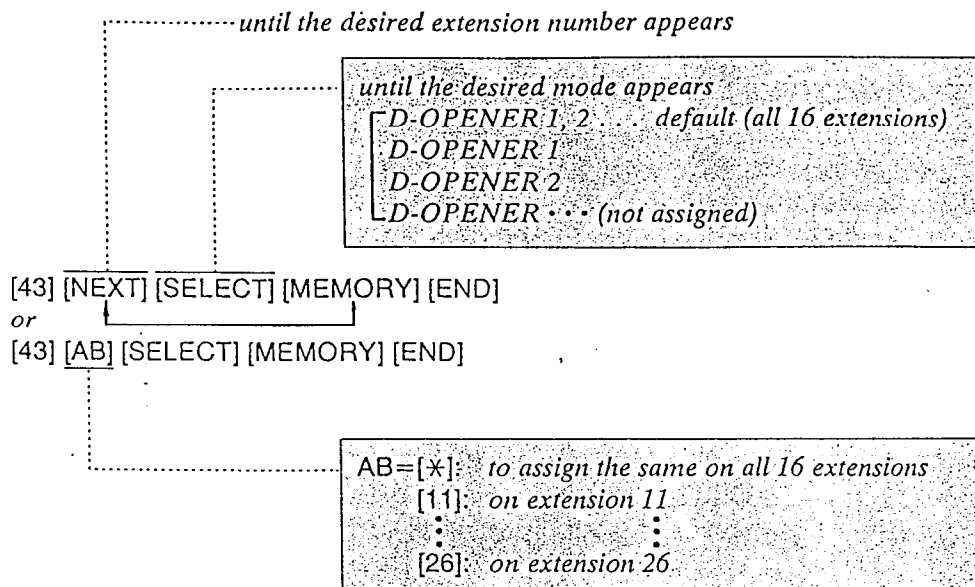 until the desired extension number appears
until the desired mode appears
D-OPENER 1, 2 .... default (all 16 extensions)
D-OPENER 1
D-OPENER 2
D-OPENER ··· (not assigned)
[43] [NEXT] [SELECT] [MEMORY] [END]
or
[43] [AB] [SELECT] [MEMORY] [END]
AB=[*]: to assign the same on all 16 extensions
[11]: on extension 11
[26]: on extension 26